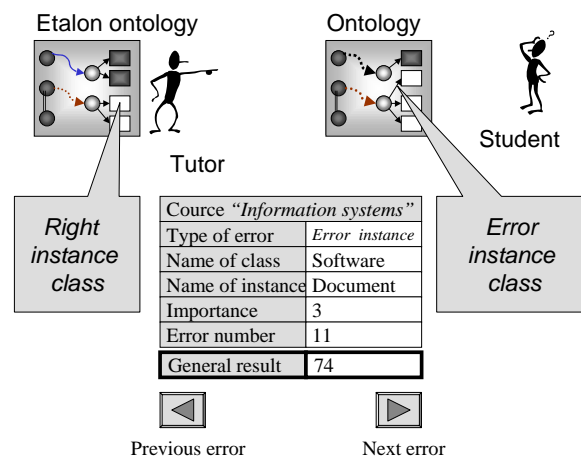 Etalon ontology
Ontology
Tutor
Student
Right
instance
class
Error
instance
class
Cource “Information systems”
Type of error Error instance
Name of class Software
Name of instance Document
Importance 3
Error number 11
General result 74
Previous error
Next error